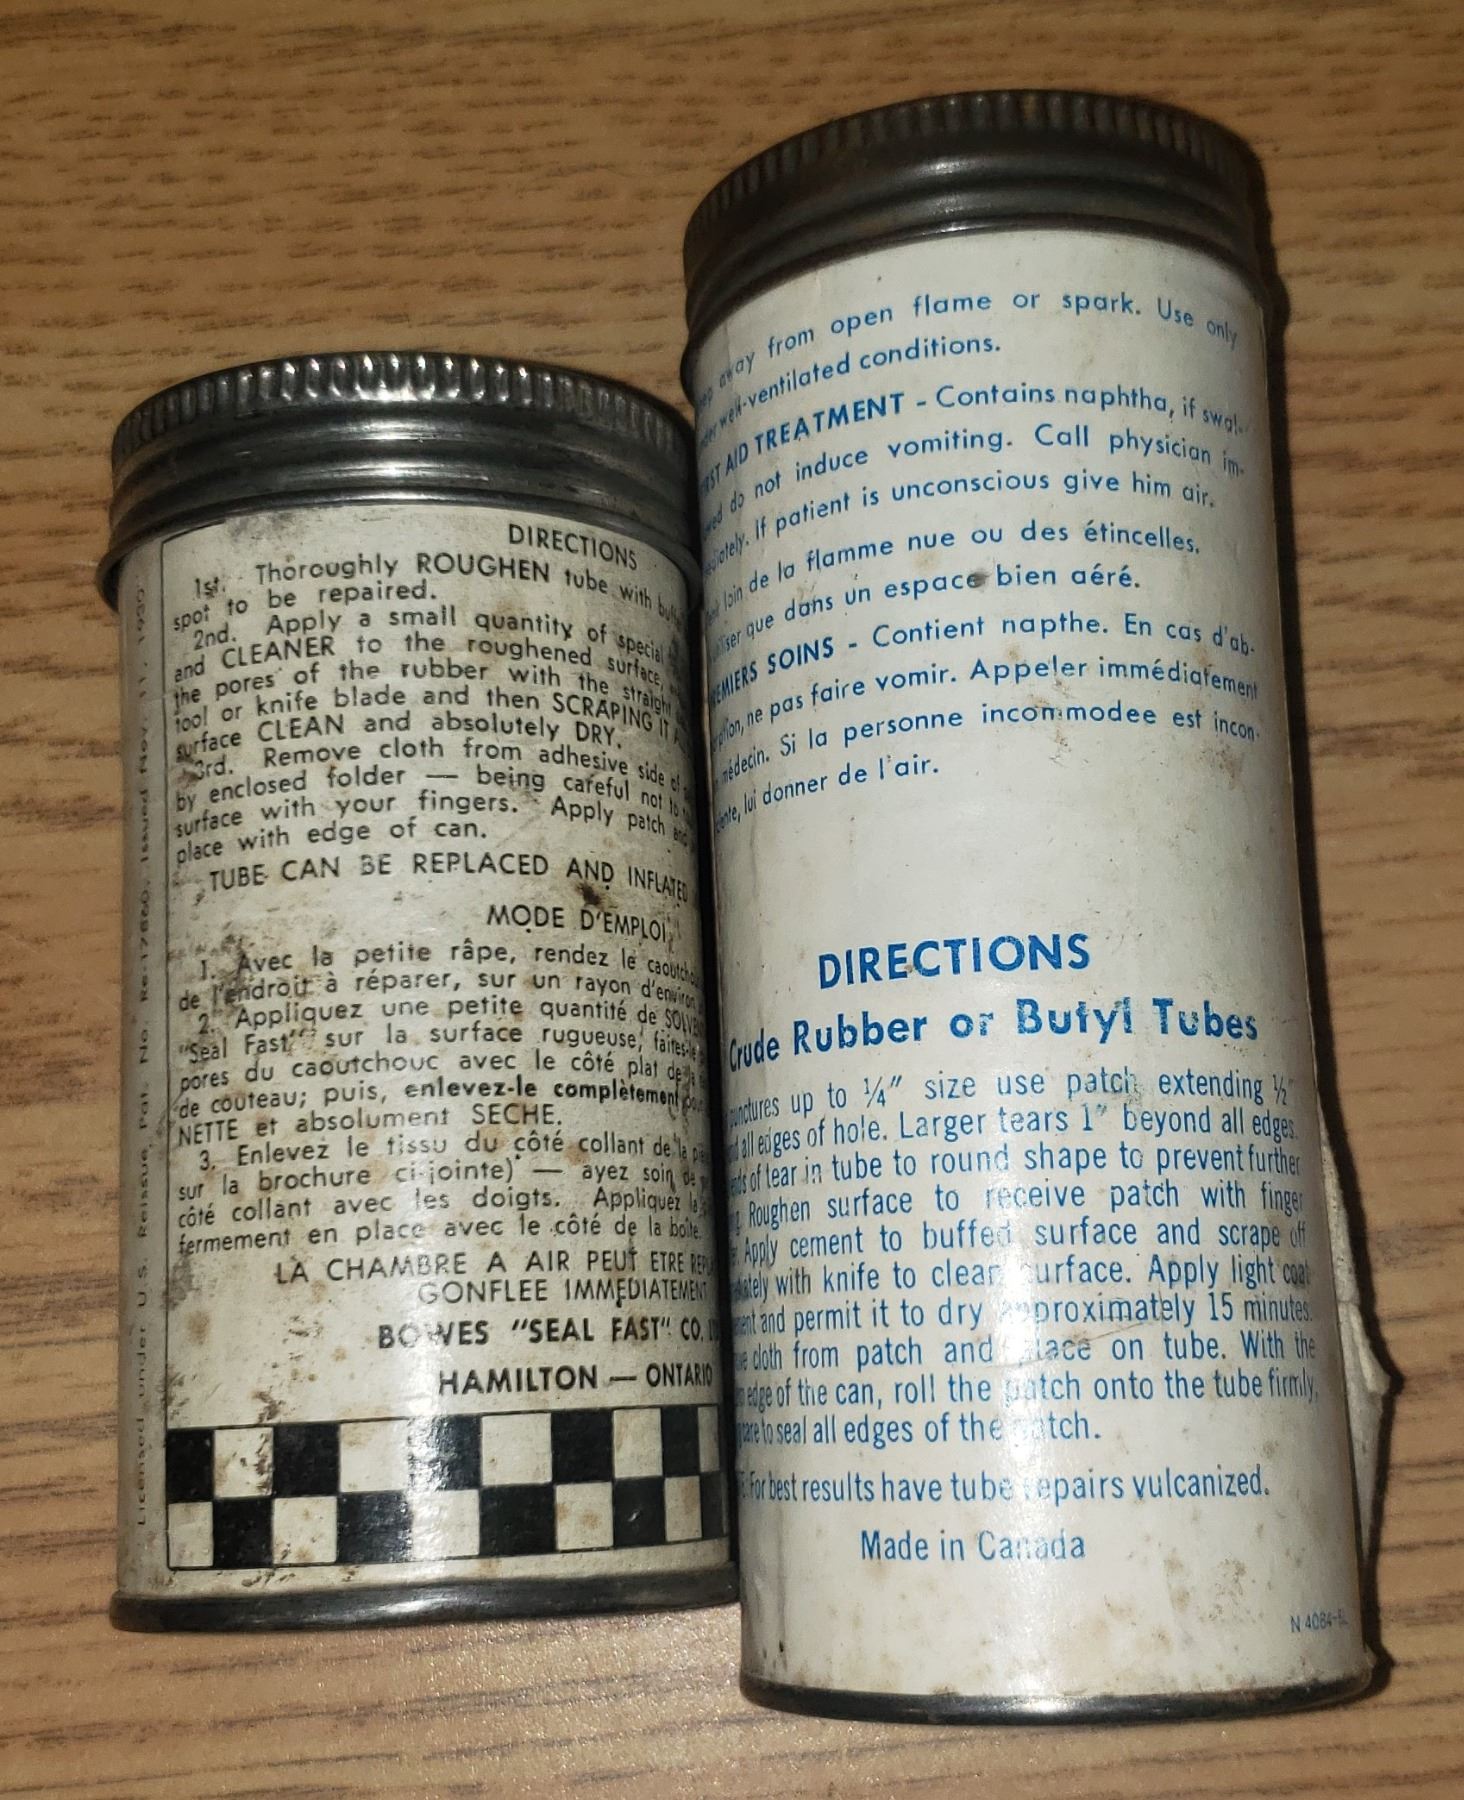 DIRECTIONS
1st. Thoroughly ROUGHEN tube with
spot to be repaired.
2nd. Apply a small quantity of special
and CLEANER to the roughened surface,
the pores of the rubber with the straight
tool or knife blade and then SCRAPING IT
surface CLEAN and absolutely DRY.
3rd. Remove cloth from adhesive side of
by enclosed folder — being careful not to
surface with your fingers. Apply patch and
place with edge of can.
TUBE CAN BE REPLACED AND INFLATED
MODE D'EMPLOI
1. Avec la petite râpe, rendez le
de l'endroit à réparer, sur un rayon d'environ
2. Appliquez une petite quantité de
"Seal Fast" sur la surface rugueuse,
pores du caoutchouc avec le côté plat de
de couteau; puis, enlevez-le complètement
NETTE et absolument SECHE.
3. Enlevez le tissu du côté collant de la
sur la brochure ci-jointe) — ayez soin de
côté collant avec les doigts. Appliquez la
fermement en place avec le côté de la boîte.
LA CHAMBRE A AIR PEUT ETRE
GONFLEE IMMEDIATEMENT
BOWES "SEAL FAST" CO.
HAMILTON — ONTARIO
Licensed under U. S. Reissue, Pat. No. Re-17860, Issued Nov. 11, 1930
away from open flame or spark. Use only
well-ventilated conditions.
AID TREATMENT - Contains naphtha, if swal-
do not induce vomiting. Call physician im-
If patient is unconscious give him air.
loin de la flamme nue ou des étincelles.
que dans un espace bien aéré.
SOINS - Contient napthe. En cas d'ab-
ne pas faire vomir. Appeler immédiatement
médecin. Si la personne incommodee est incon-
lui donner de l'air.
DIRECTIONS
Crude Rubber or Butyl Tubes
punctures up to ¼" size use patch extending ½"
all edges of hole. Larger tears 1" beyond all edges.
of tear in tube to round shape to prevent further
Roughen surface to receive patch with finger
Apply cement to buffed surface and scrape off
with knife to clean surface. Apply light coat
and permit it to dry approximately 15 minutes.
cloth from patch and place on tube. With the
edge of the can, roll the patch onto the tube firmly,
care to seal all edges of the patch.
For best results have tube repairs vulcanized.
Made in Canada